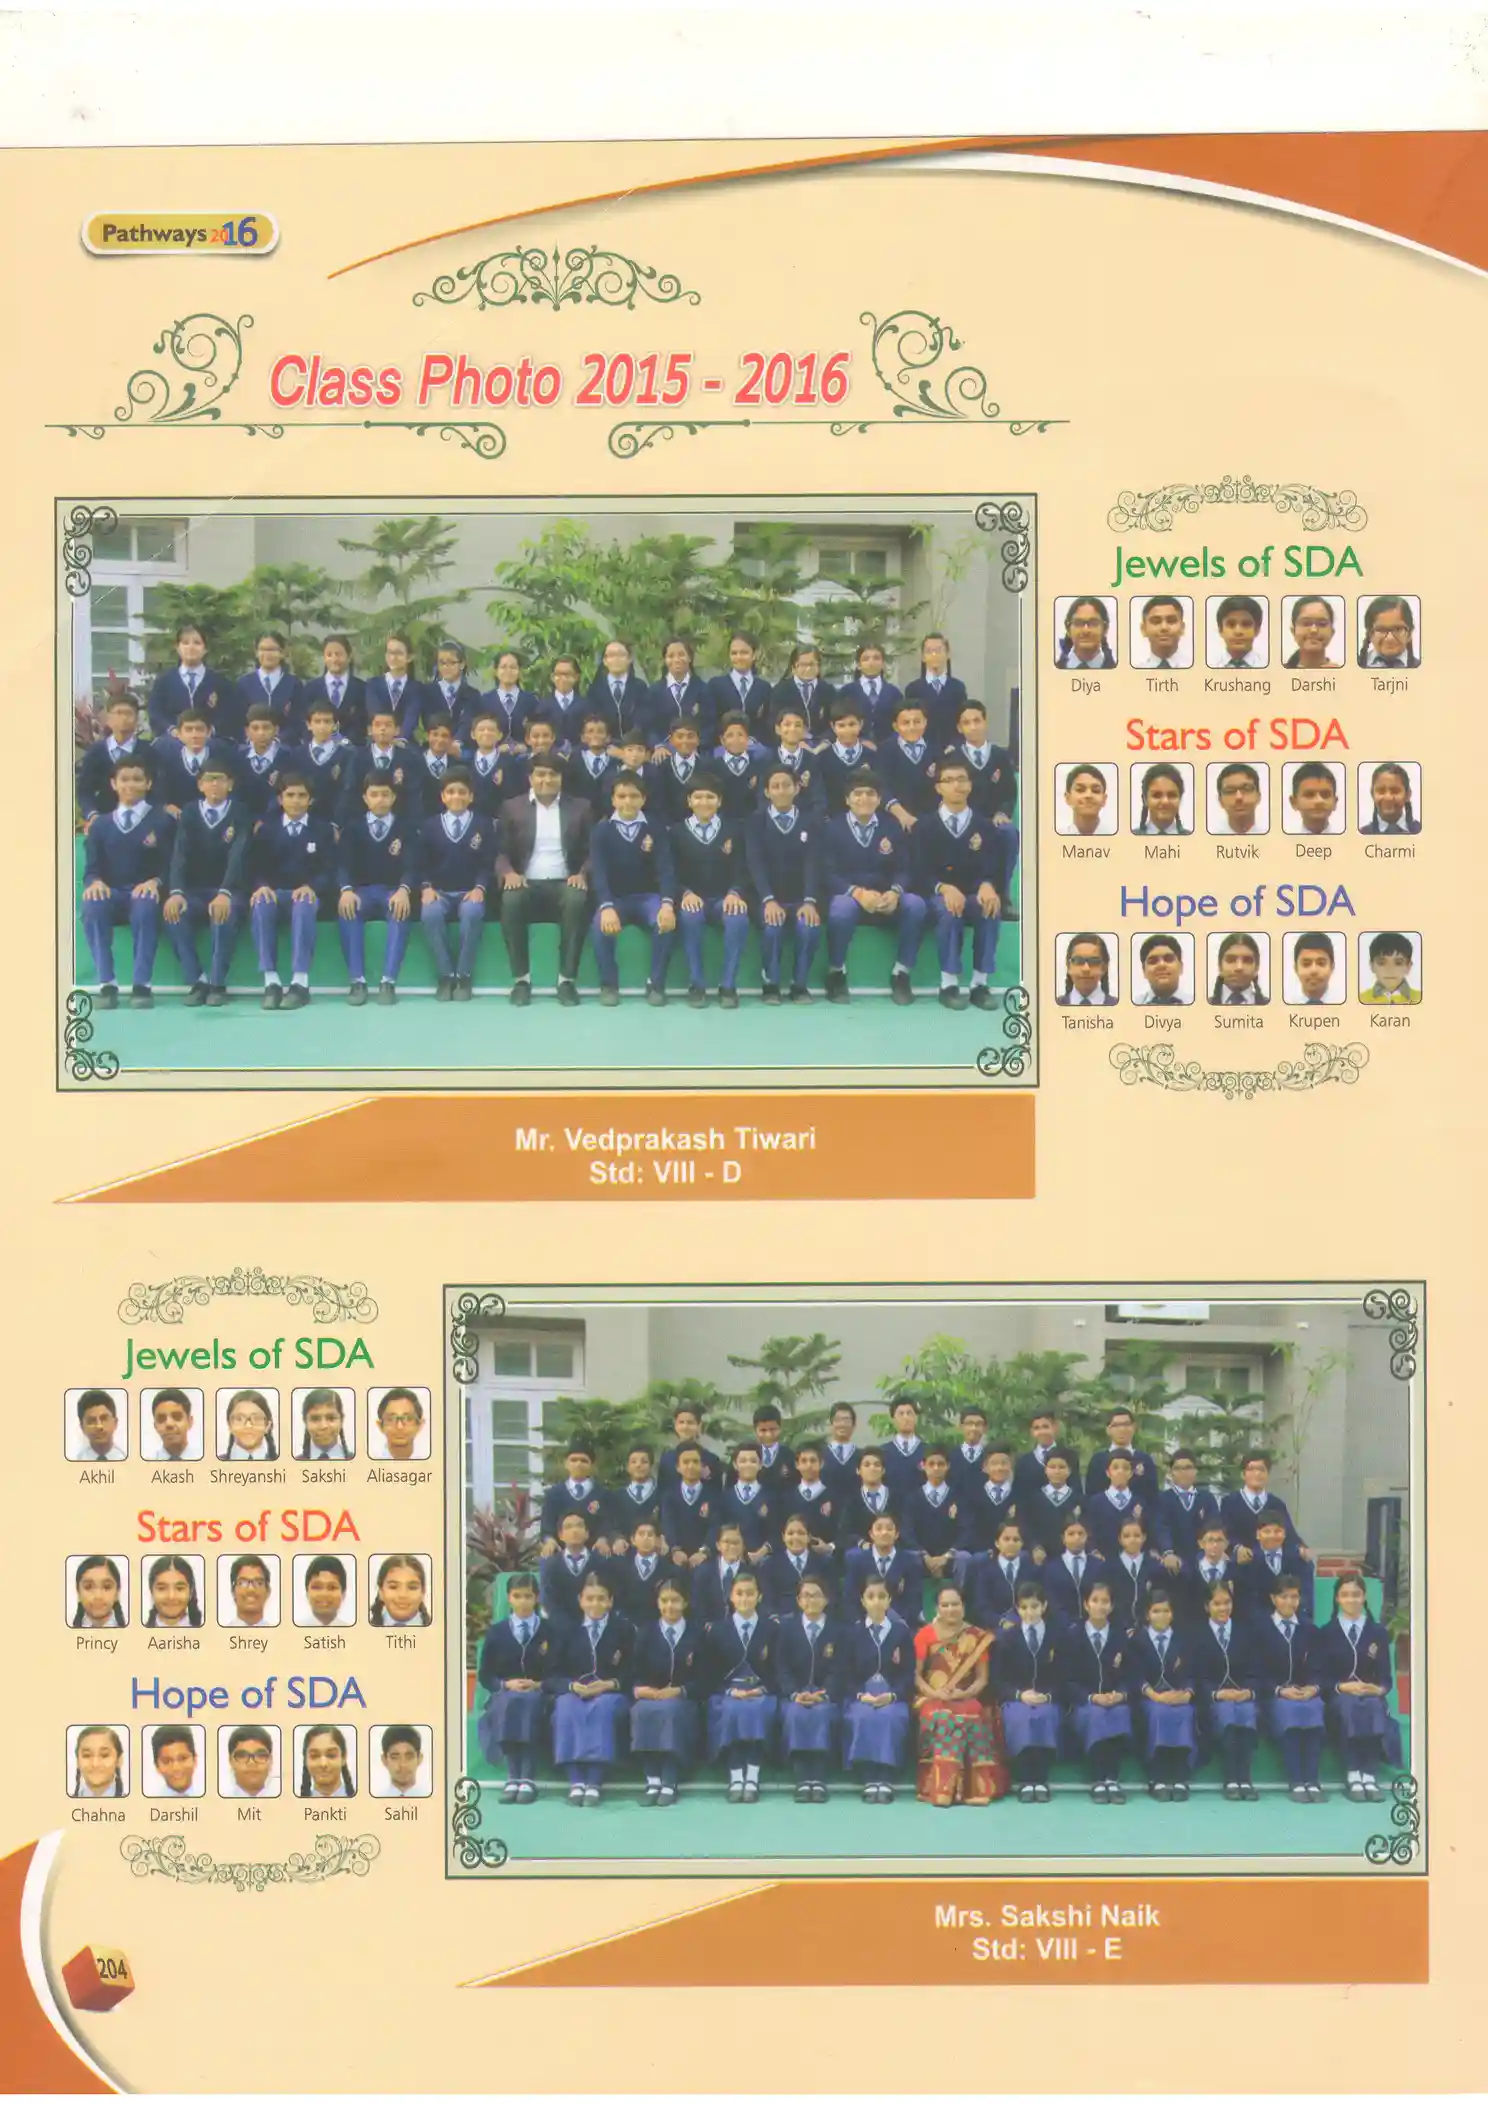 Pathways 2016
Class Photo 2015 - 2016
Jewels of SDA
Diya Tirth Krushang Darshi Tarjni
Stars of SDA
Manav Mahi Rutvik Deep Charmi
Hope of SDA
Tanisha Divya Sumita Krupen Karan
Mr. Vedprakash Tiwari
Std: VIII - D
Jewels of SDA
Akhil Akash Shreyanshi Sakshi Aliasagar
Stars of SDA
Princy Aarisha Shrey Satish Tithi
Hope of SDA
Chahna Darshil Mit Pankti Sahil
Mrs. Sakshi Naik
Std: VIII - E
204